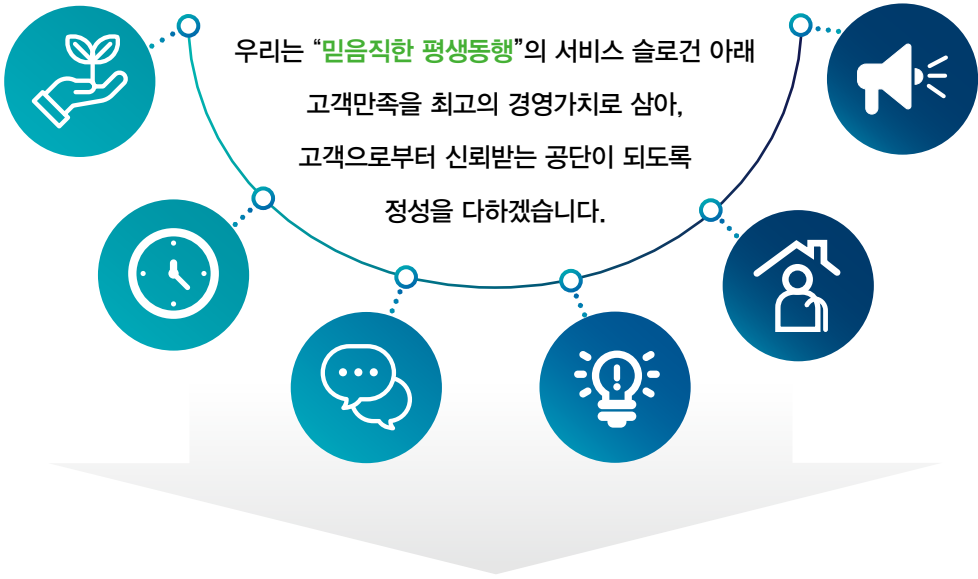 우리는 “믿음직한 평생동행”의 서비스 슬로건 아래
고객만족을 최고의 경영가치로 삼아,
고객으로부터 신뢰받는 공단이 되도록
정성을 다하겠습니다.